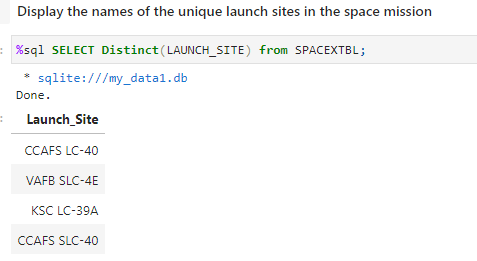 Display the names of the unique launch sites in the space mission
%sql SELECT Distinct(LAUNCH_SITE) from SPACEXTBL;
* sqlite:///my_data1.db
Done.
Launch_Site
CCAFS LC-40
VAFB SLC-4E
KSC LC-39A
CCAFS SLC-40